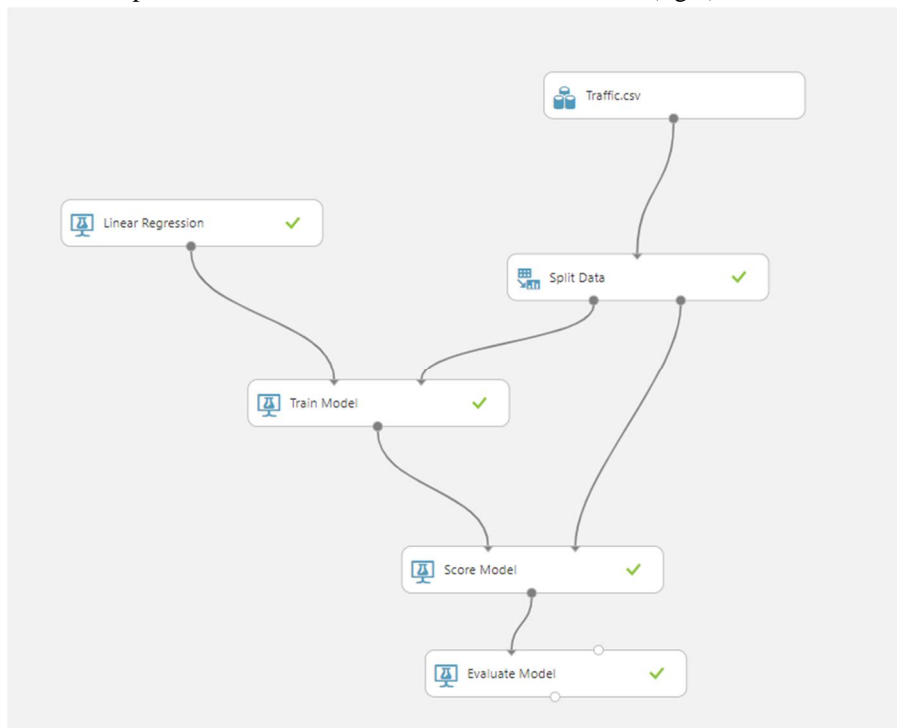 Traffic.csv
Linear Regression
Split Data
Train Model
Score Model
Evaluate Model